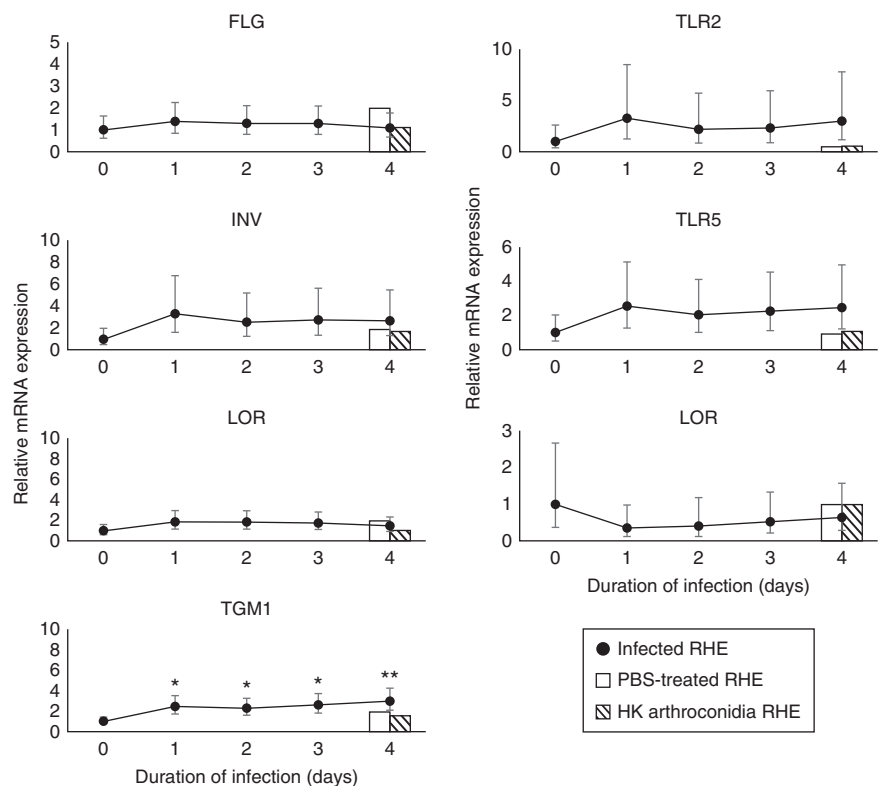 FLG
5
4
3
2
1
0
0 1 2 3 4
INV
10
8
6
4
2
0
0 1 2 3 4
LOR
10
8
6
4
2
0
0 1 2 3 4
TGM1
10
8
6
4
2
0
* * * **
0 1 2 3 4
Duration of infection (days)
Relative mRNA expression
TLR2
10
5
0
0 1 2 3 4
TLR5
6
4
2
0
0 1 2 3 4
LOR
3
2
1
0
0 1 2 3 4
Duration of infection (days)
Relative mRNA expression
Infected RHE
PBS-treated RHE
HK arthroconidia RHE